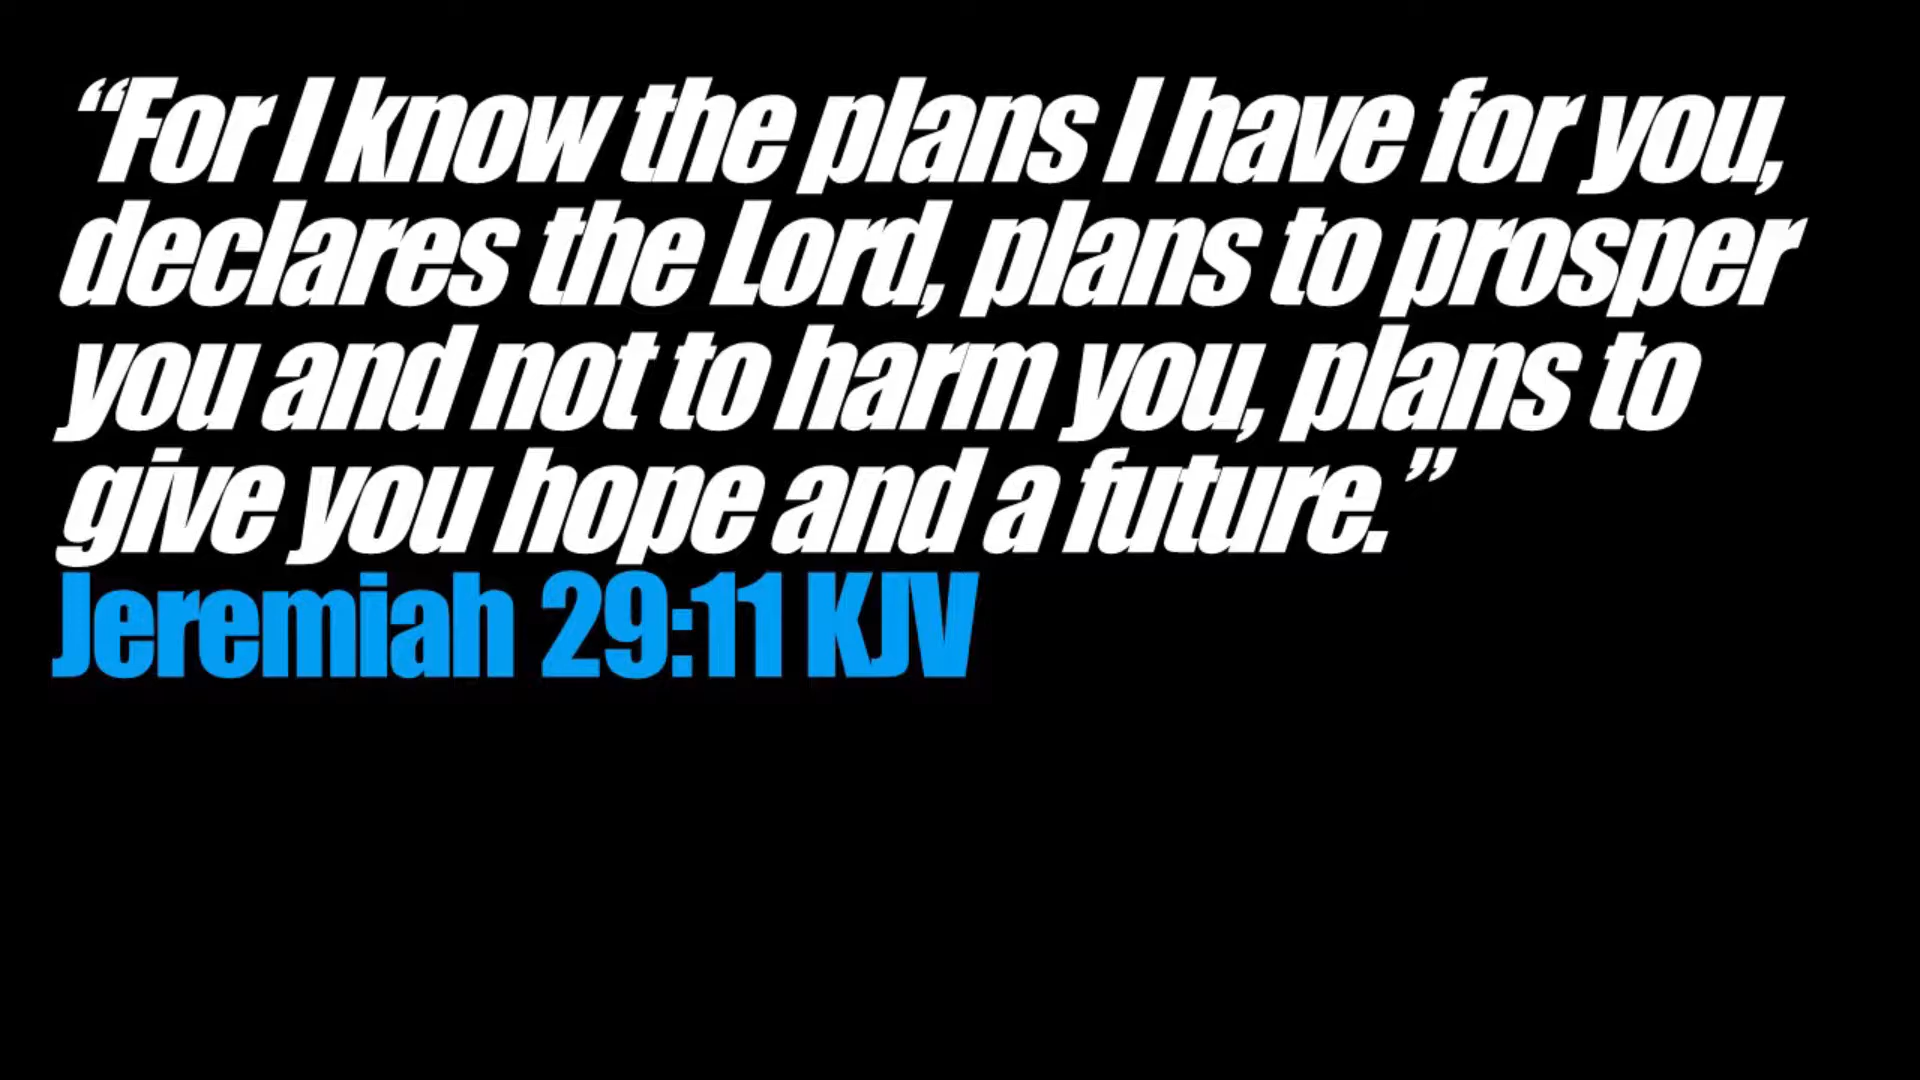 “For I know the plans I have for you,
declares the Lord, plans to prosper
you and not to harm you, plans to
give you hope and a future.”
Jeremiah 29:11 KJV